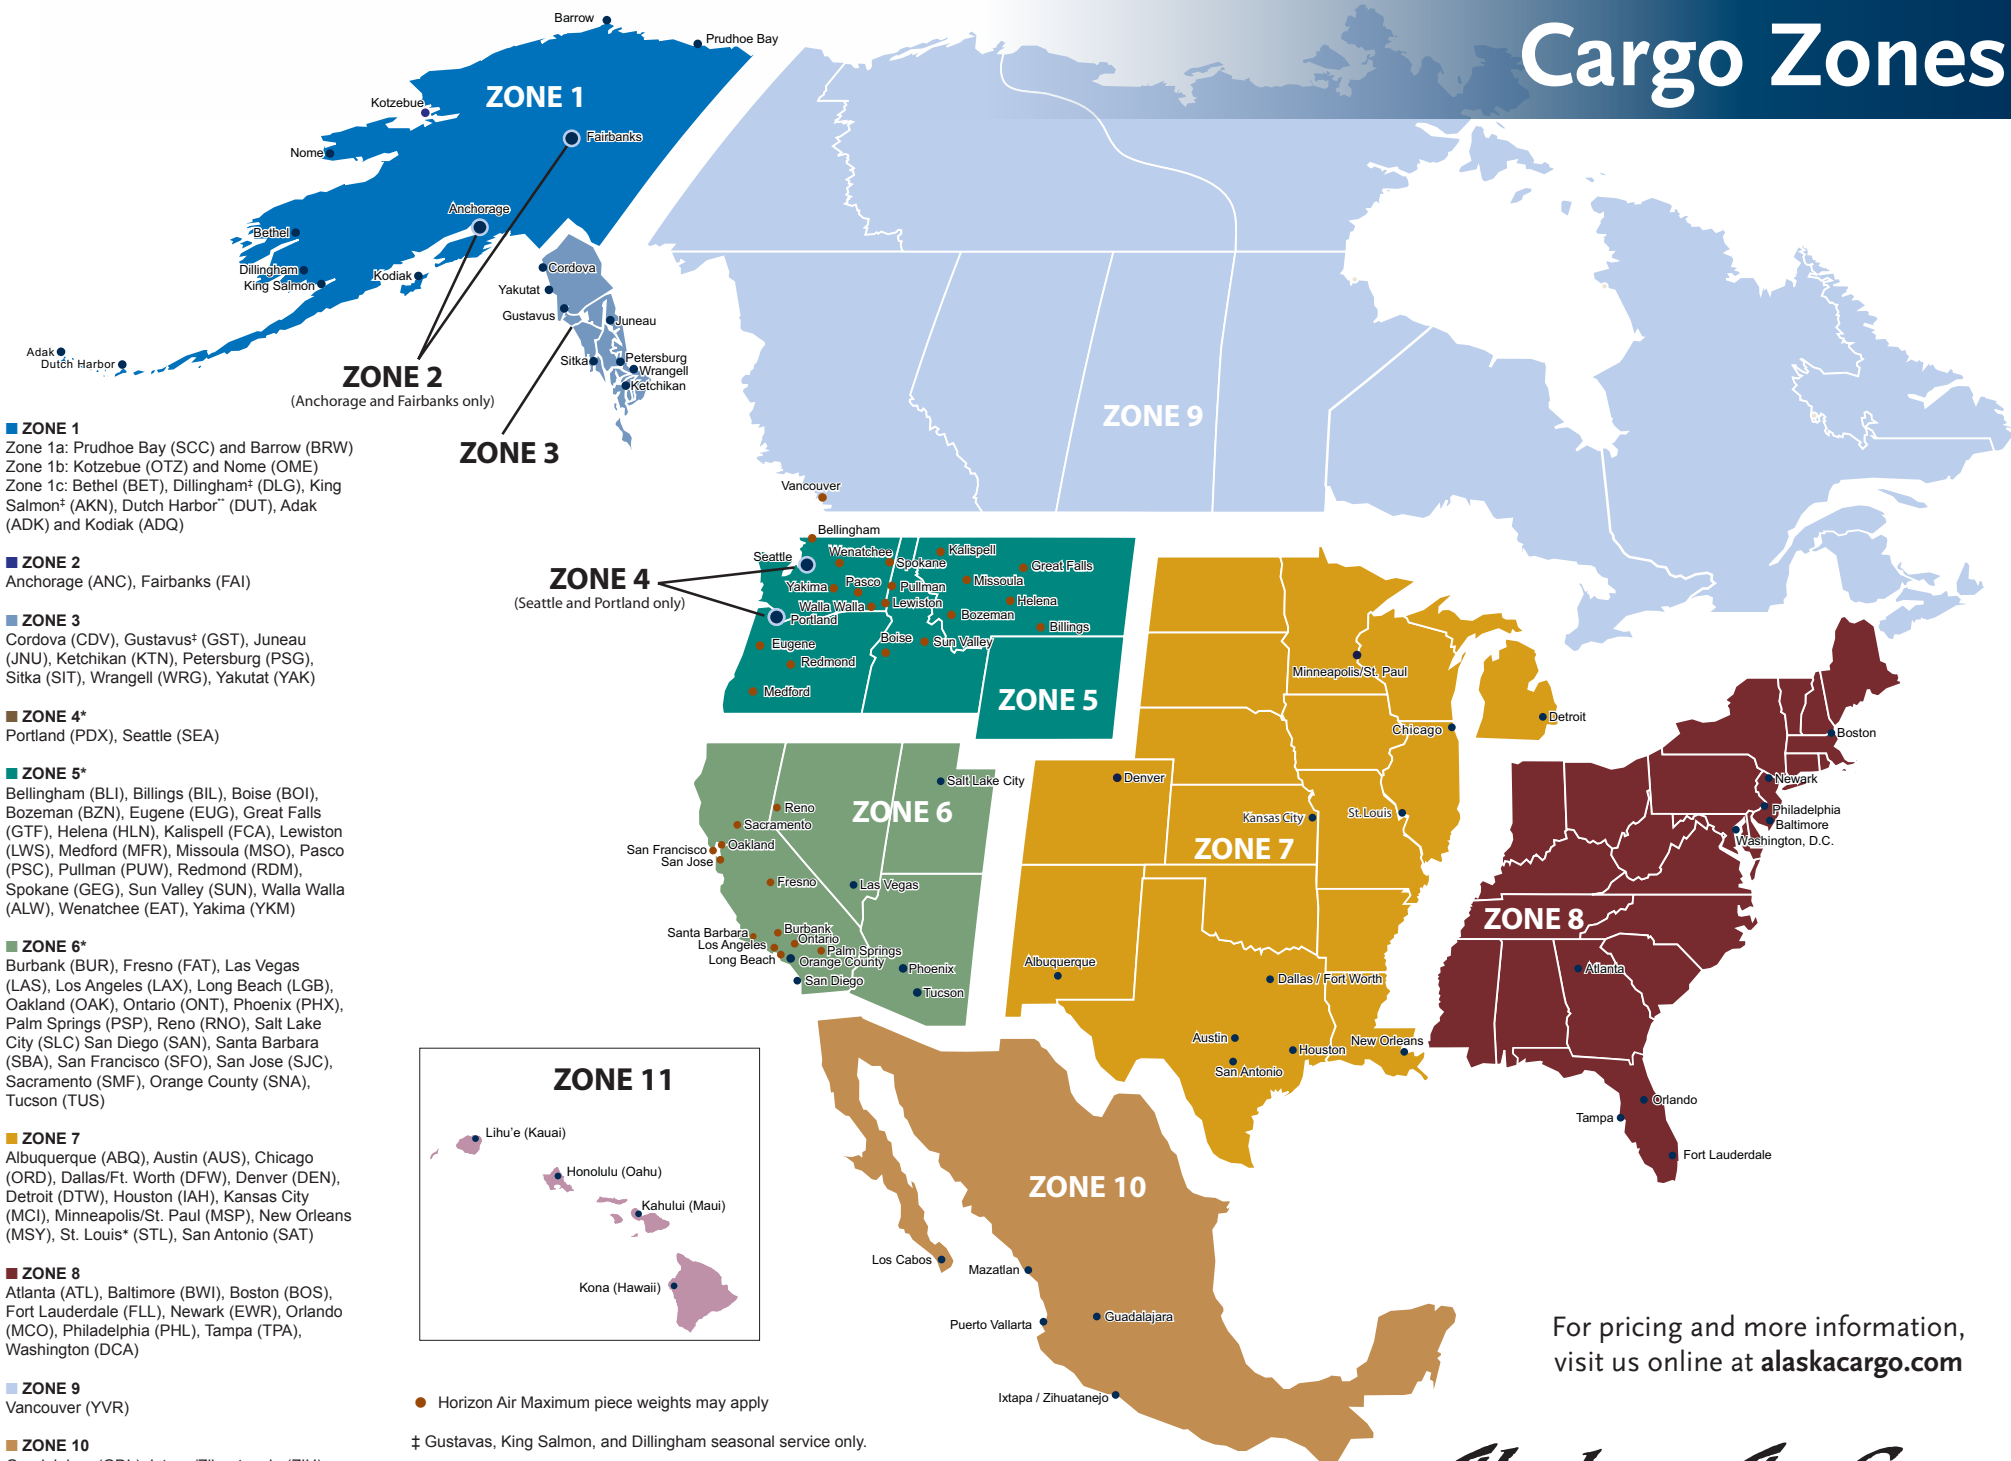 Cargo Zones
Barrow
Prudhoe Bay
Kotzebue
ZONE 1
Fairbanks
Nome
Anchorage
Bethel
Dillingham
King Salmon
Kodiak
Cordova
Yakutat
Gustavus
Juneau
Adak
Dutch Harbor
Sitka
Petersburg
Wrangell
Ketchikan
ZONE 2
(Anchorage and Fairbanks only)
ZONE 3
ZONE 9
Vancouver
Bellingham
Seattle
Wenatchee
Spokane
Kalispell
Great Falls
ZONE 4
(Seattle and Portland only)
Yakima
Pasco
Pullman
Missoula
Walla Walla
Lewiston
Helena
Portland
Bozeman
Billings
Eugene
Boise
Sun Valley
Redmond
Medford
ZONE 5
Minneapolis/St. Paul
Detroit
Chicago
Boston
Salt Lake City
Denver
Newark
Reno
ZONE 6
Sacramento
Kansas City
St. Louis
Philadelphia
Baltimore
Washington, D.C.
Oakland
San Francisco
San Jose
ZONE 7
Fresno
Las Vegas
ZONE 8
Santa Barbara
Burbank
Ontario
Los Angeles
Palm Springs
Long Beach
Orange County
San Diego
Phoenix
Tucson
Albuquerque
Dallas / Fort Worth
Atlanta
Austin
Houston
New Orleans
San Antonio
Orlando
Tampa
Fort Lauderdale
ZONE 11
Lihu'e (Kauai)
Honolulu (Oahu)
Kahului (Maui)
Kona (Hawaii)
ZONE 10
Los Cabos
Mazatlan
Puerto Vallarta
Guadalajara
Ixtapa / Zihuatanejo
ZONE 1
Zone 1a: Prudhoe Bay (SCC) and Barrow (BRW)
Zone 1b: Kotzebue (OTZ) and Nome (OME)
Zone 1c: Bethel (BET), Dillingham‡ (DLG), King
Salmon‡ (AKN), Dutch Harbor** (DUT), Adak
(ADK) and Kodiak (ADQ)
ZONE 2
Anchorage (ANC), Fairbanks (FAI)
ZONE 3
Cordova (CDV), Gustavus‡ (GST), Juneau
(JNU), Ketchikan (KTN), Petersburg (PSG),
Sitka (SIT), Wrangell (WRG), Yakutat (YAK)
ZONE 4*
Portland (PDX), Seattle (SEA)
ZONE 5*
Bellingham (BLI), Billings (BIL), Boise (BOI),
Bozeman (BZN), Eugene (EUG), Great Falls
(GTF), Helena (HLN), Kalispell (FCA), Lewiston
(LWS), Medford (MFR), Missoula (MSO), Pasco
(PSC), Pullman (PUW), Redmond (RDM),
Spokane (GEG), Sun Valley (SUN), Walla Walla
(ALW), Wenatchee (EAT), Yakima (YKM)
ZONE 6*
Burbank (BUR), Fresno (FAT), Las Vegas
(LAS), Los Angeles (LAX), Long Beach (LGB),
Oakland (OAK), Ontario (ONT), Phoenix (PHX),
Palm Springs (PSP), Reno (RNO), Salt Lake
City (SLC) San Diego (SAN), Santa Barbara
(SBA), San Francisco (SFO), San Jose (SJC),
Sacramento (SMF), Orange County (SNA),
Tucson (TUS)
ZONE 7
Albuquerque (ABQ), Austin (AUS), Chicago
(ORD), Dallas/Ft. Worth (DFW), Denver (DEN),
Detroit (DTW), Houston (IAH), Kansas City
(MCI), Minneapolis/St. Paul (MSP), New Orleans
(MSY), St. Louis* (STL), San Antonio (SAT)
ZONE 8
Atlanta (ATL), Baltimore (BWI), Boston (BOS),
Fort Lauderdale (FLL), Newark (EWR), Orlando
(MCO), Philadelphia (PHL), Tampa (TPA),
Washington (DCA)
ZONE 9
Vancouver (YVR)
ZONE 10
Horizon Air Maximum piece weights may apply
‡ Gustavas, King Salmon, and Dillingham seasonal service only.
For pricing and more information,
visit us online at alaskacargo.com